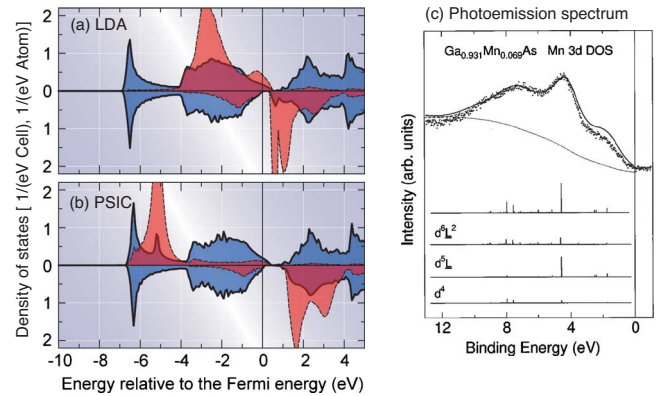 (a) LDA
2
1
0
1
2
(b) PSIC
2
1
0
1
2
-10 -8 -6 -4 -2 0 2 4
Energy relative to the Fermi energy (eV)
Density of states [ 1/(eV Cell), 1/(eV Atom)]
(c) Photoemission spectrum
Ga0.931Mn0.069As Mn 3d DOS
Intensity (arb. units)
d⁶L̲²
d⁵L̲
d⁴
12 8 4 0
Binding Energy (eV)